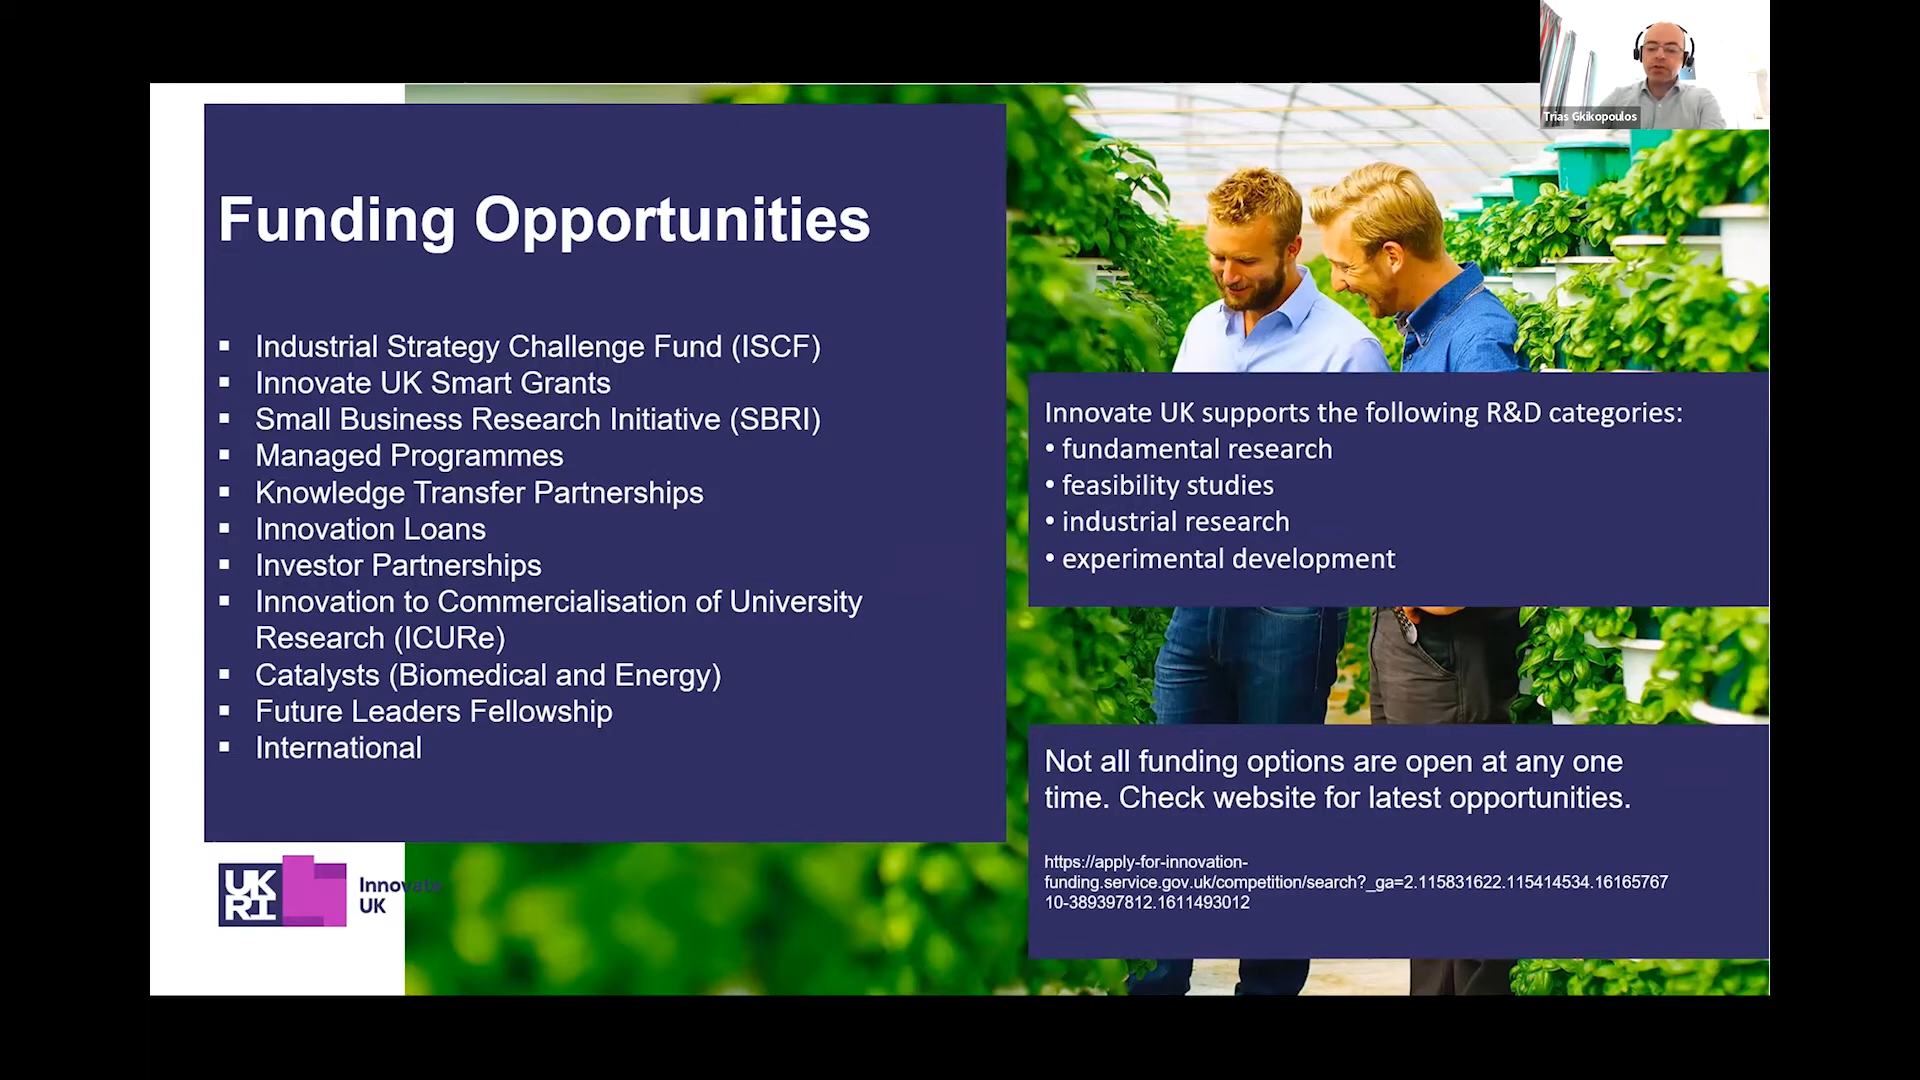 Trias Gkikopoulos
Funding Opportunities
▪ Industrial Strategy Challenge Fund (ISCF)
▪ Innovate UK Smart Grants
▪ Small Business Research Initiative (SBRI)
▪ Managed Programmes
▪ Knowledge Transfer Partnerships
▪ Innovation Loans
▪ Investor Partnerships
▪ Innovation to Commercialisation of University
Research (ICURe)
▪ Catalysts (Biomedical and Energy)
▪ Future Leaders Fellowship
▪ International
Innovate UK supports the following R&D categories:
• fundamental research
• feasibility studies
• industrial research
• experimental development
Not all funding options are open at any one
time. Check website for latest opportunities.
https://apply-for-innovation-
funding.service.gov.uk/competition/search?_ga=2.115831622.115414534.16165767
10-389397812.1611493012
UK
RI
Innovate
UK